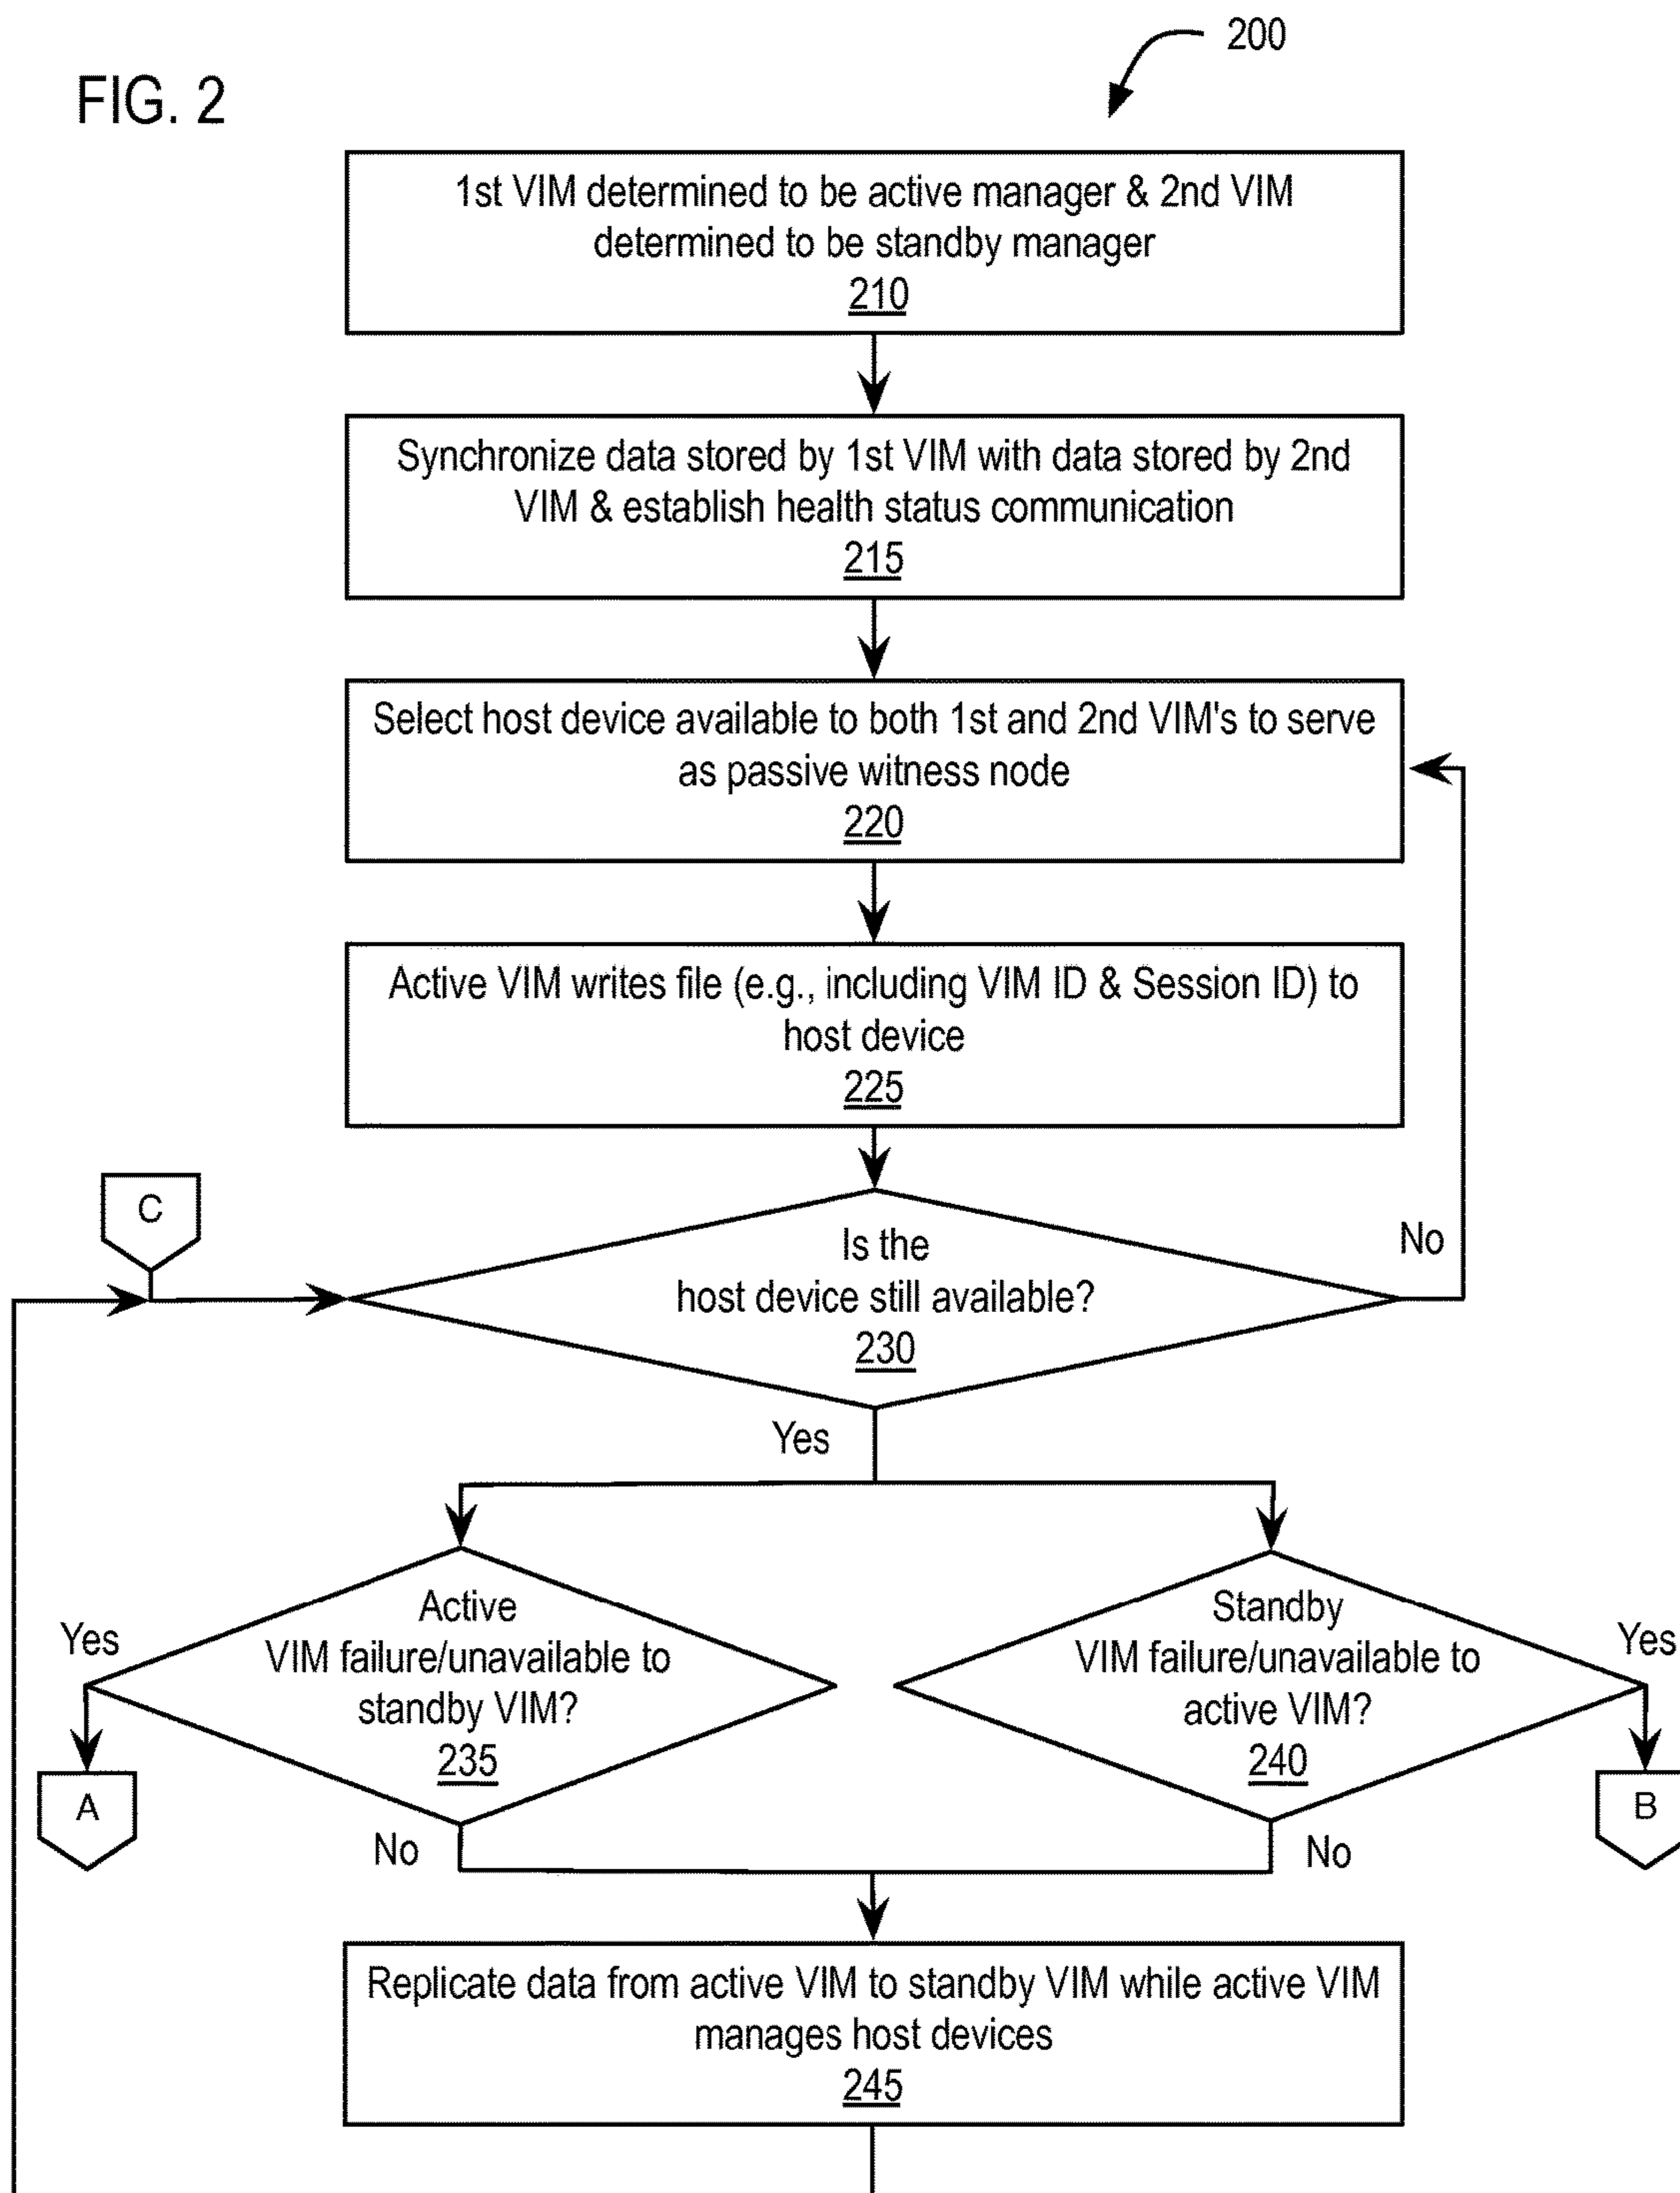 200
FIG. 2
1st VIM determined to be active manager & 2nd VIM
determined to be standby manager
210
Synchronize data stored by 1st VIM with data stored by 2nd
VIM & establish health status communication
215
Select host device available to both 1st and 2nd VIM's to serve
as passive witness node
220
Active VIM writes file (e.g., including VIM ID & Session ID) to
host device
225
C
No
Is the
host device still available?
230
Yes
Yes
Active
VIM failure/unavailable to
standby VIM?
235
A
No
Standby
VIM failure/unavailable to
active VIM?
240
Yes
B
No
Replicate data from active VIM to standby VIM while active VIM
manages host devices
245